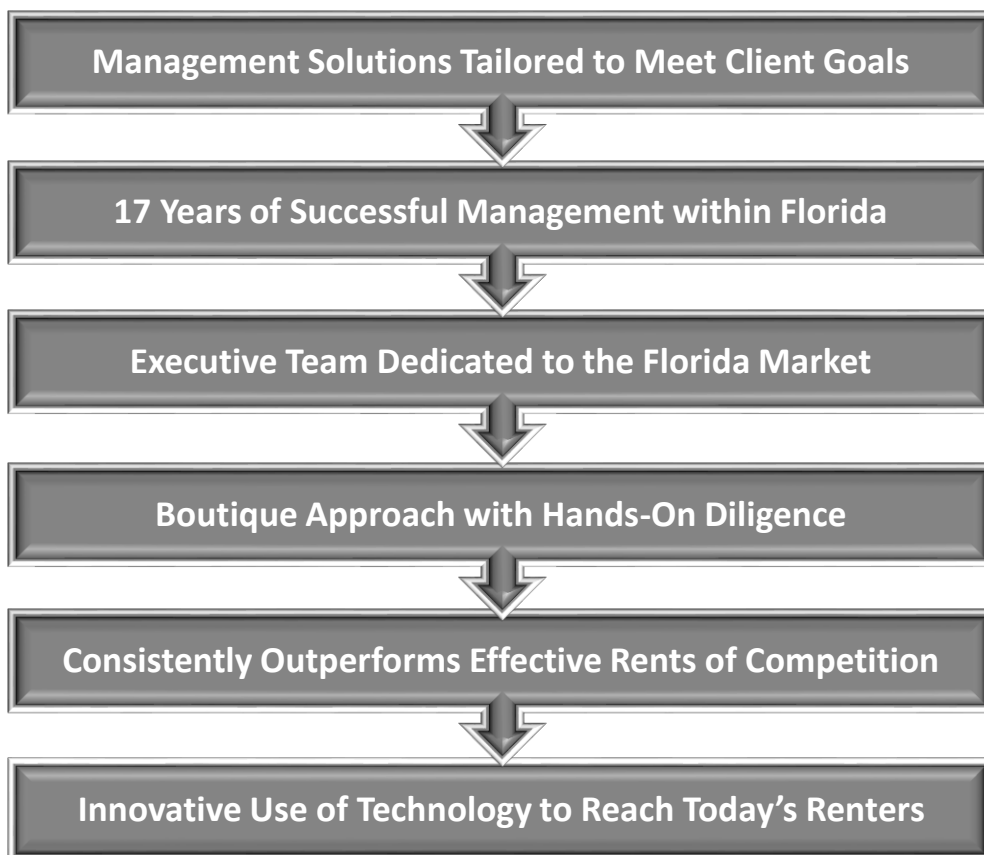 Management Solutions Tailored to Meet Client Goals
17 Years of Successful Management within Florida
Executive Team Dedicated to the Florida Market
Boutique Approach with Hands-On Diligence
Consistently Outperforms Effective Rents of Competition
Innovative Use of Technology to Reach Today's Renters